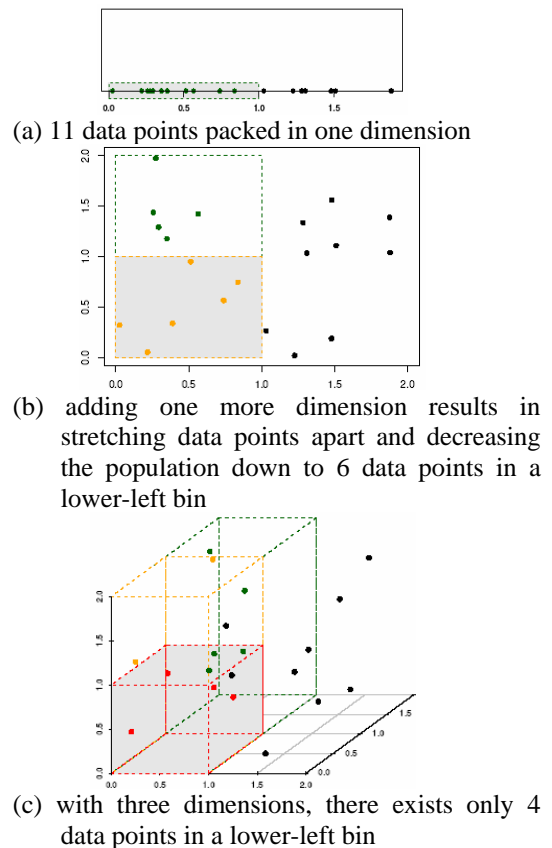 0.0 0.5 1.0 1.5
(a) 11 data points packed in one dimension
2.0
1.5
1.0
0.5
0.0
0.0 0.5 1.0 1.5 2.0
(b) adding one more dimension results in
stretching data points apart and decreasing
the population down to 6 data points in a
lower-left bin
2.0
1.5
1.0
0.5
0.0
0.0 0.5 1.0 1.5 2.0
0.0
0.5
1.0
1.5
(c) with three dimensions, there exists only 4
data points in a lower-left bin